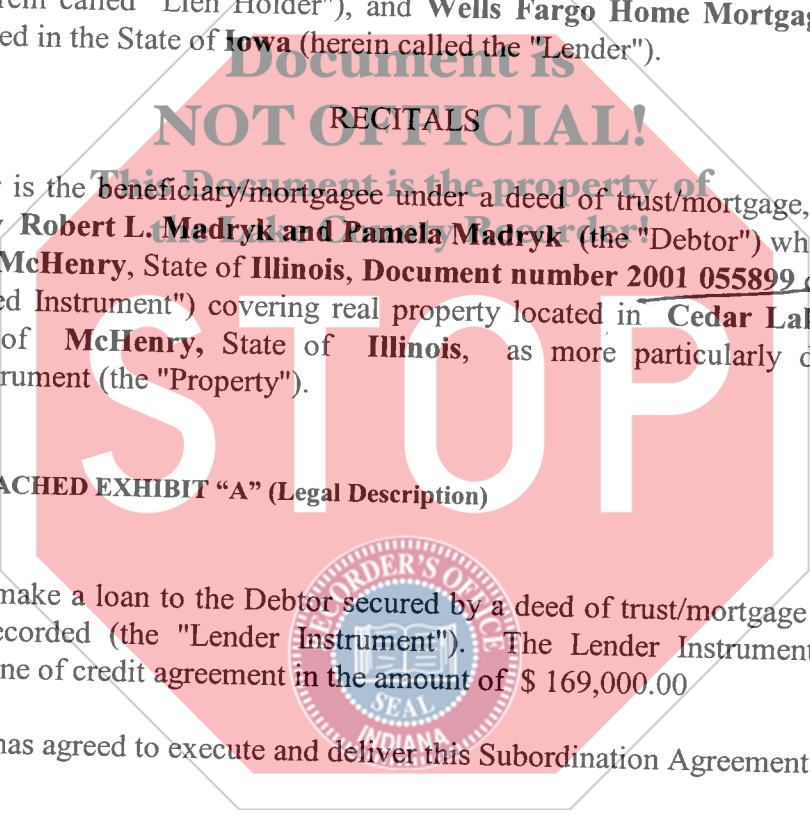 rein called "Lien Holder"), and Wells Fargo Home Mortgag
ed in the State of Iowa (herein called the "Lender").
Document is
NOT OFFICIAL!
RECITALS
This Document is the property of
the Lake County Recorder!
r is the beneficiary/mortgagee under a deed of trust/mortgage,
y Robert L. Madryk and Pamela Madryk (the "Debtor") wh
McHenry, State of Illinois, Document number 2001 055899
ed Instrument") covering real property located in Cedar Lak
of McHenry, State of Illinois, as more particularly d
rument (the "Property").
STOP
ACHED EXHIBIT “A” (Legal Description)
make a loan to the Debtor secured by a deed of trust/mortgage
ecorded (the "Lender Instrument"). The Lender Instrument
ne of credit agreement in the amount of $ 169,000.00
RECORDER'S OFFICE
SEAL
INDIANA
has agreed to execute and deliver this Subordination Agreement